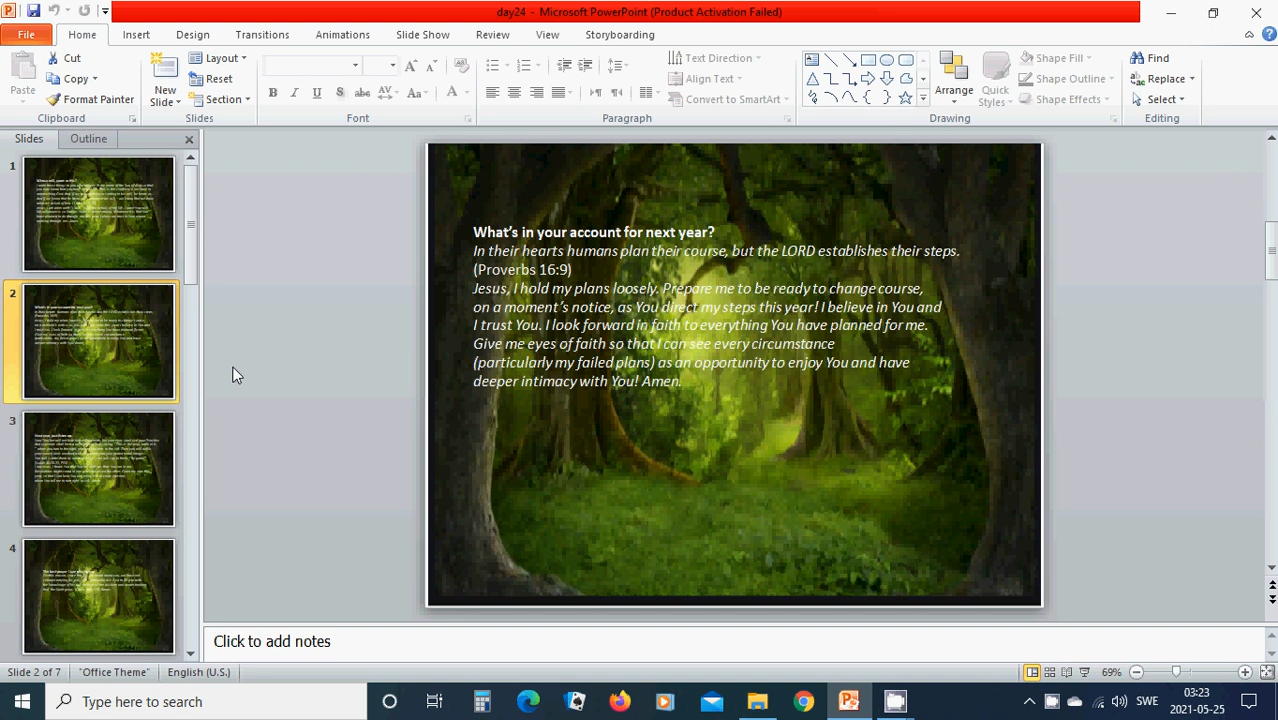 day24 - Microsoft PowerPoint (Product Activation Failed)
File Home Insert Design Transitions Animations Slide Show Review View Storyboarding
Paste
Cut
Copy
Format Painter
Clipboard
New Slide
Layout
Reset
Section
Slides
B I U S abc AV Aa A
Font
Text Direction
Align Text
Convert to SmartArt
Paragraph
Arrange
Quick Styles
Shape Fill
Shape Outline
Shape Effects
Drawing
Find
Replace
Select
Editing
Slides Outline
1
2
3
4
What's in your account for next year?
In their hearts humans plan their course, but the LORD establishes their steps.
(Proverbs 16:9)
Jesus, I hold my plans loosely. Prepare me to be ready to change course,
on a moment's notice, as You direct my steps this year! I believe in You and
I trust You. I look forward in faith to everything You have planned for me.
Give me eyes of faith so that I can see every circumstance
(particularly my failed plans) as an opportunity to enjoy You and have
deeper intimacy with You! Amen.
Click to add notes
Slide 2 of 7 "Office Theme" English (U.S.) 69%
Type here to search
SWE
03:23
2021-05-25